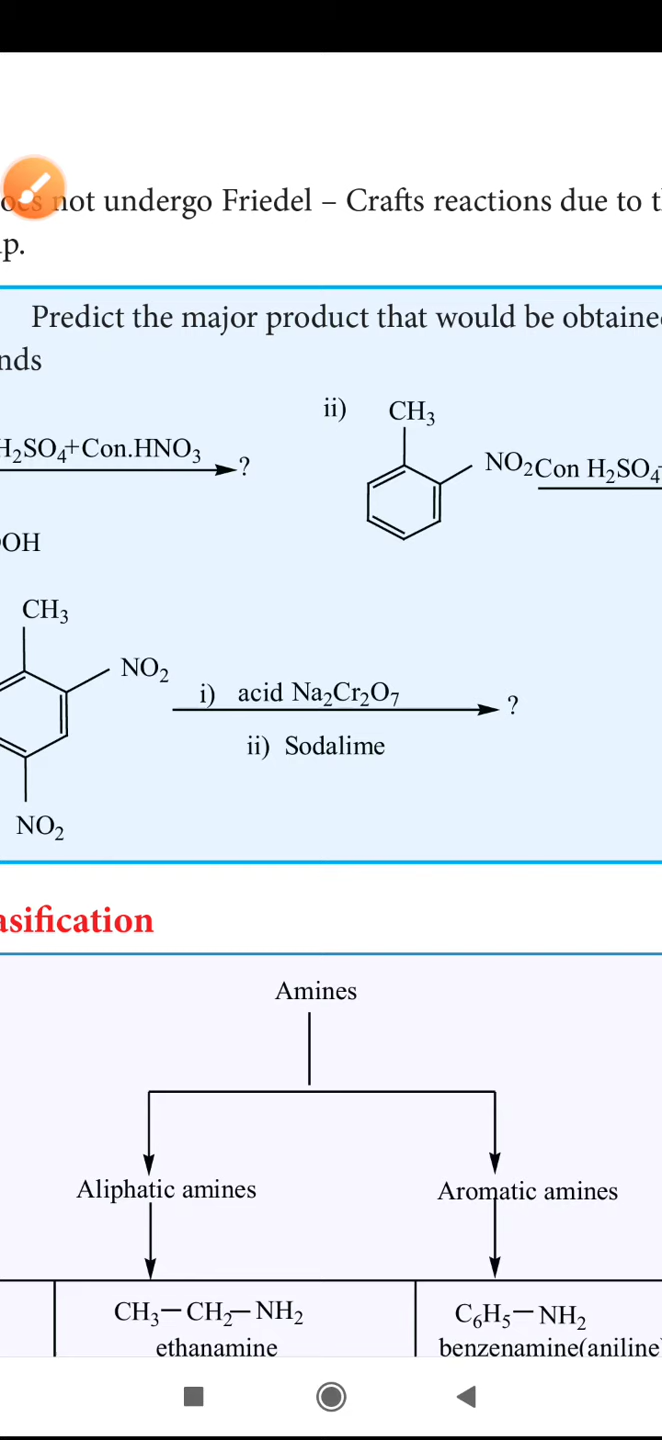 not undergo Friedel – Crafts reactions due to
p.
Predict the major product that would be obtaine
nds
H2SO4+Con.HNO3
?
ii) CH3
NO2 Con H2SO4
OH
CH3
NO2
i) acid Na2Cr2O7
?
ii) Sodalime
NO2
asification
Amines
Aliphatic amines
Aromatic amines
CH3−CH2−NH2
ethanamine
C6H5−NH2
benzenamine(aniline